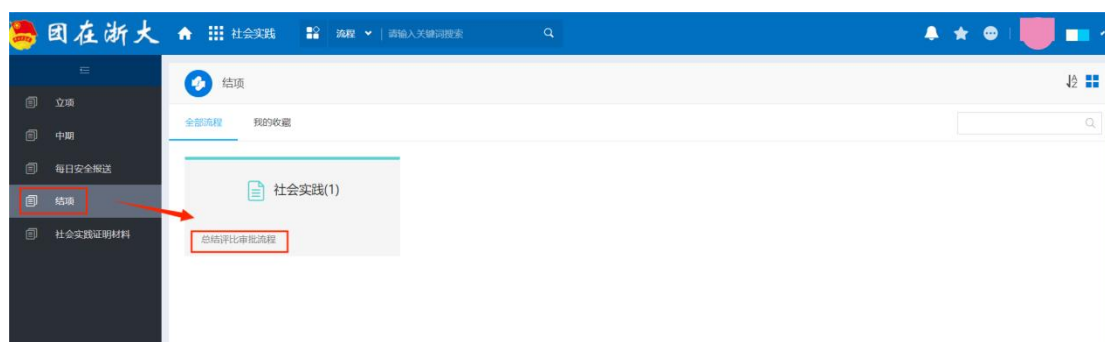 团在浙大 社会实践 流程 请输入关键词搜索
结项
立项
全部流程 我的收藏
中期
每日安全报送
社会实践(1)
结项
社会实践证明材料
总结评比审批流程